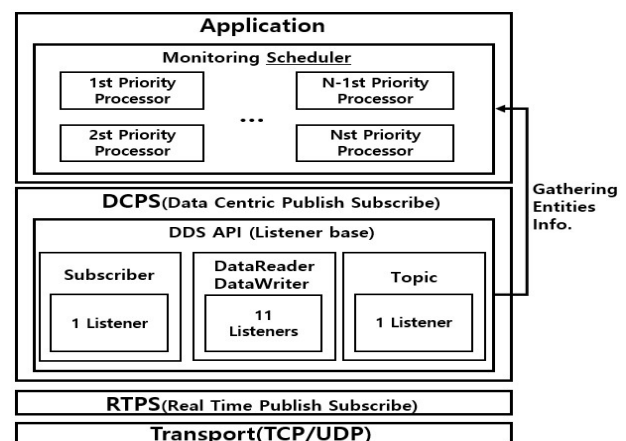 Application
Monitoring Scheduler
1st Priority
Processor
N-1st Priority
Processor
...
2st Priority
Processor
Nst Priority
Processor
Gathering
Entities
Info.
DCPS(Data Centric Publish Subscribe)
DDS API (Listener base)
Subscriber
1 Listener
DataReader
DataWriter
11
Listeners
Topic
1 Listener
RTPS(Real Time Publish Subscribe)
Transport(TCP/UDP)